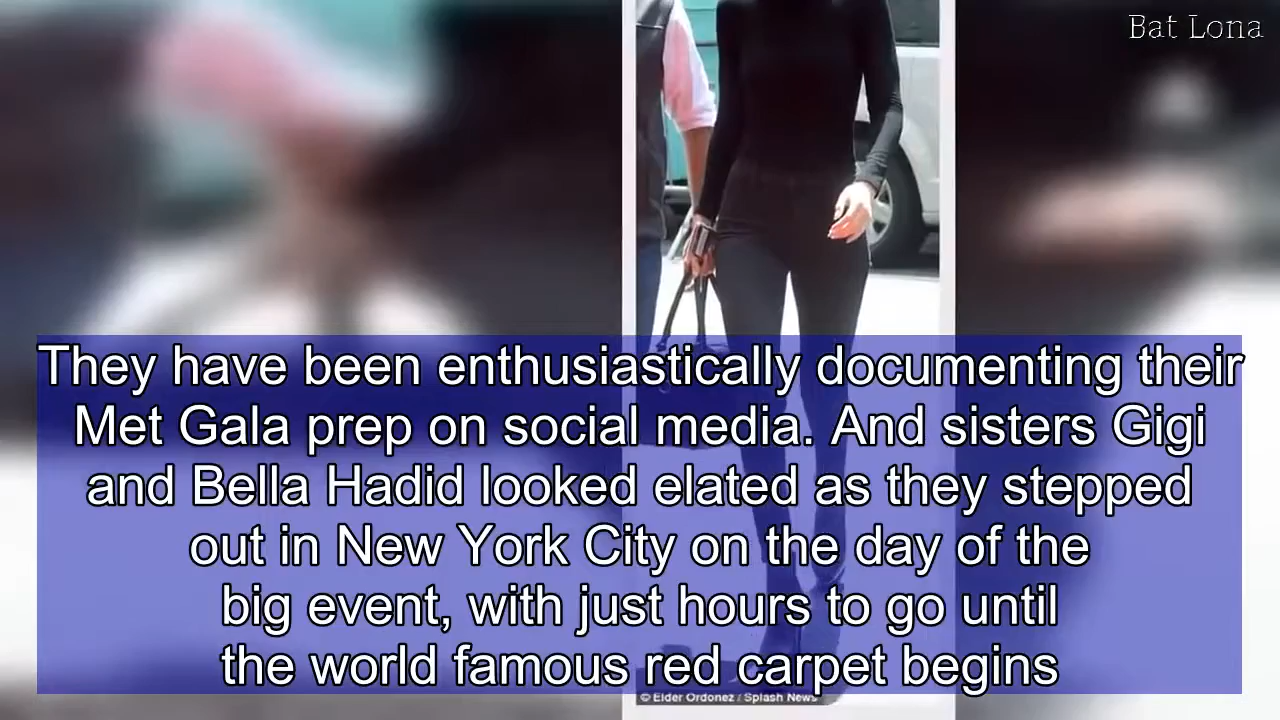 Bat Lona
They have been enthusiastically documenting their
Met Gala prep on social media. And sisters Gigi
and Bella Hadid looked elated as they stepped
out in New York City on the day of the
big event, with just hours to go until
the world famous red carpet begins
© Elder Ordonez / Splash News